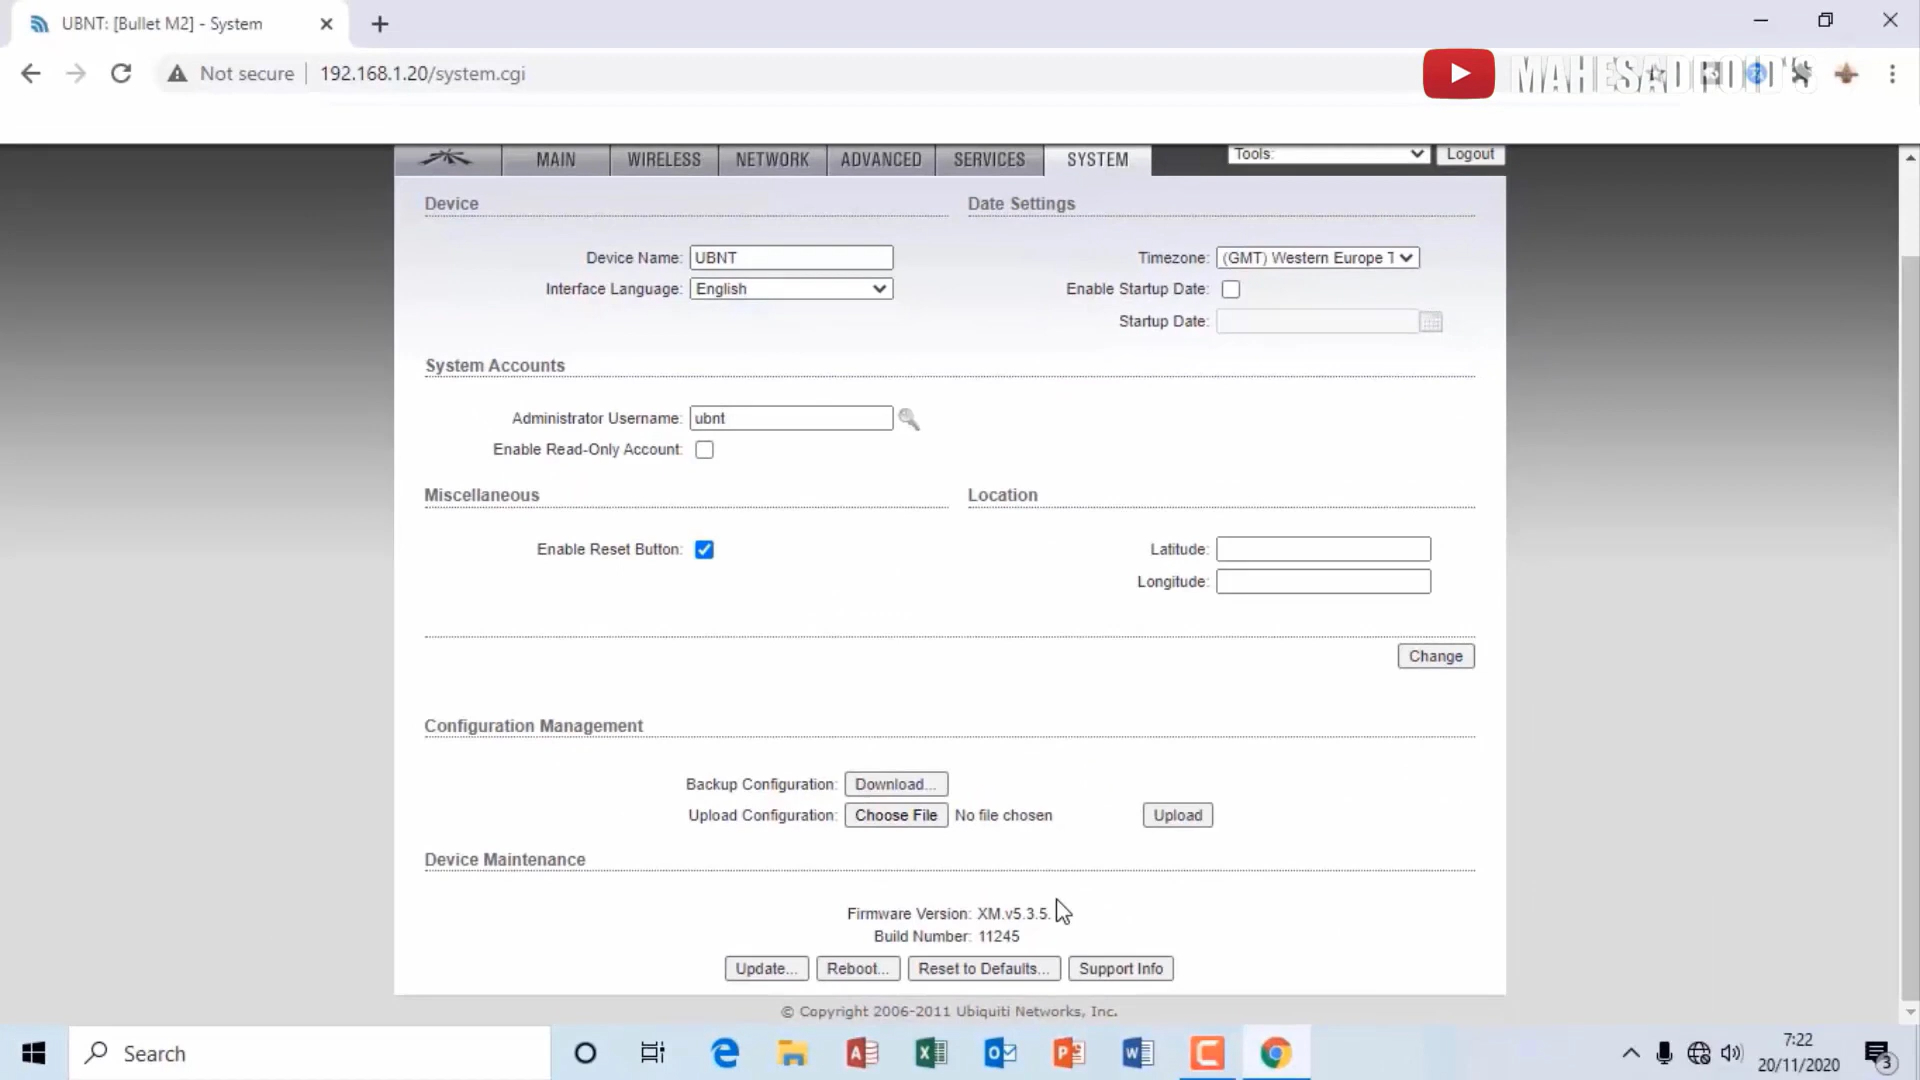 UBNT: [Bullet M2] - System
Not secure
192.168.1.20/system.cgi
MAHESADROID'S
MAIN
WIRELESS
NETWORK
ADVANCED
SERVICES
SYSTEM
Tools:
Logout
Device
Date Settings
Device Name: UBNT
Timezone: (GMT) Western Europe T
Interface Language: English
Enable Startup Date:
Startup Date:
System Accounts
Administrator Username: ubnt
Enable Read-Only Account:
Miscellaneous
Location
Enable Reset Button:
Latitude:
Longitude:
Change
Configuration Management
Backup Configuration: Download...
Upload Configuration: Choose File No file chosen Upload
Device Maintenance
Firmware Version: XM.v5.3.5.
Build Number: 11245
Update... Reboot... Reset to Defaults... Support Info
© Copyright 2006-2011 Ubiquiti Networks, Inc.
Search
7:22
20/11/2020
3